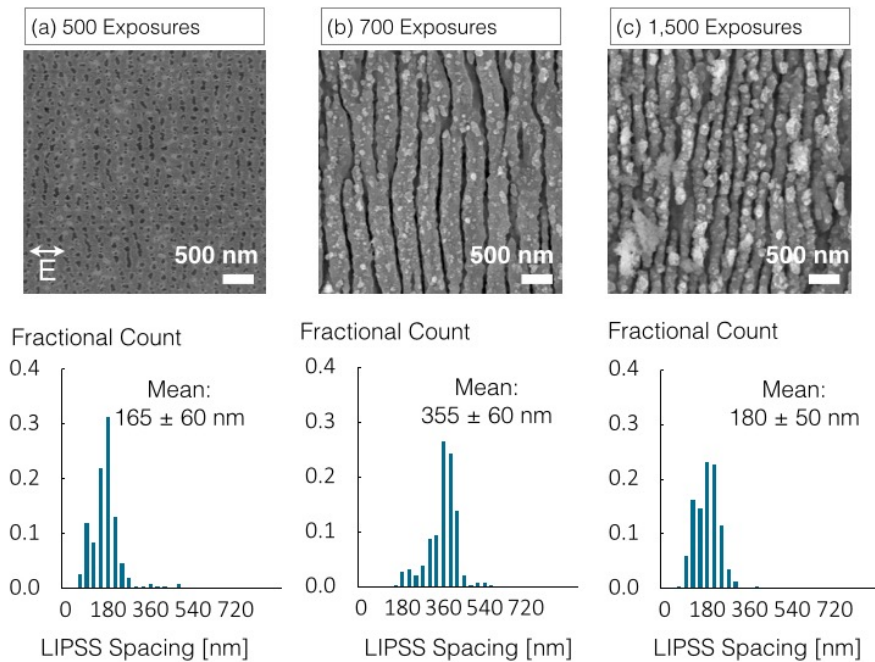 (a) 500 Exposures
(b) 700 Exposures
(c) 1,500 Exposures
E
500 nm
500 nm
500 nm
Fractional Count
0.4
0.3
0.2
0.1
0.0
Mean:
165 ± 60 nm
0 180 360 540 720
LIPSS Spacing [nm]
Fractional Count
0.4
0.3
0.2
0.1
0.0
Mean:
355 ± 60 nm
0 180 360 540 720
LIPSS Spacing [nm]
Fractional Count
0.4
0.3
0.2
0.1
0.0
Mean:
180 ± 50 nm
0 180 360 540 720
LIPSS Spacing [nm]